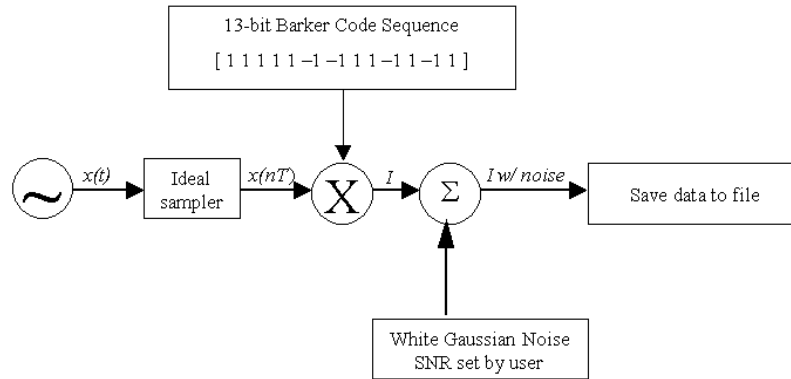 13-bit Barker Code Sequence
[ 1 1 1 1 1 –1 –1 1 1 –1 1 –1 1 ]
x(t)
Ideal
sampler
x(nT)
X
I
Σ
I w/ noise
Save data to file
~
White Gaussian Noise
SNR set by user